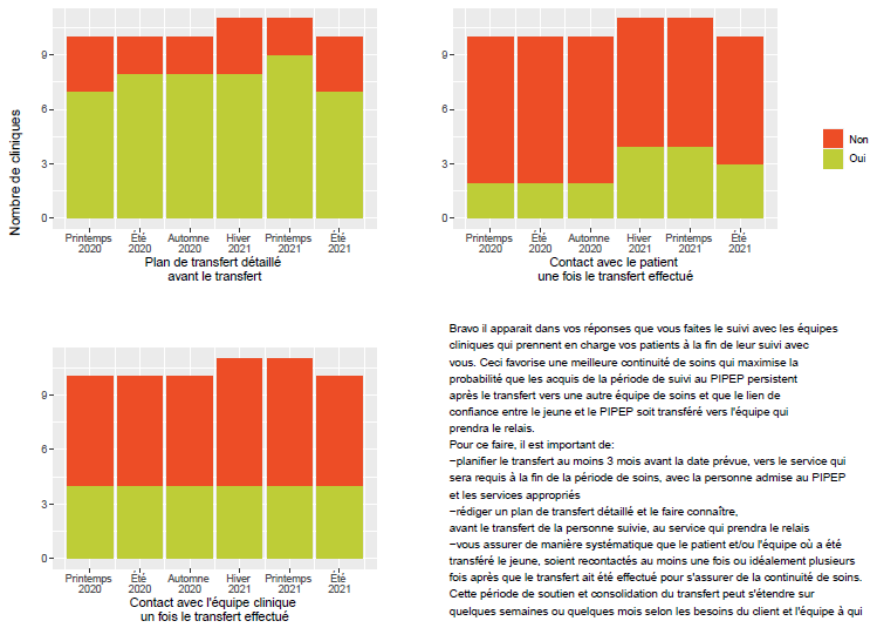 Nombre de cliniques
9
6
3
0
Printemps 2020
Été 2020
Automne 2020
Hiver 2021
Printemps 2021
Été 2021
Plan de transfert détaillé
avant le transfert
9
6
3
0
Printemps 2020
Été 2020
Automne 2020
Hiver 2021
Printemps 2021
Été 2021
Contact avec le patient
une fois le transfert effectué
Non
Oui
9
6
3
0
Printemps 2020
Été 2020
Automne 2020
Hiver 2021
Printemps 2021
Été 2021
Contact avec l'équipe clinique
un fois le transfert effectué
Bravo il apparait dans vos réponses que vous faites le suivi avec les équipes
cliniques qui prennent en charge vos patients à la fin de leur suivi avec
vous. Ceci favorise une meilleure continuité de soins qui maximise la
probabilité que les acquis de la période de suivi au PIPEP persistent
après le transfert vers une autre équipe de soins et que le lien de
confiance entre le jeune et le PIPEP soit transféré vers l'équipe qui
prendra le relais.
Pour ce faire, il est important de:
−planifier le transfert au moins 3 mois avant la date prévue, vers le service qui
sera requis à la fin de la période de soins, avec la personne admise au PIPEP
et les services appropriés
−rédiger un plan de transfert détaillé et le faire connaître,
avant le transfert de la personne suivie, au service qui prendra le relais
−vous assurer de manière systématique que le patient et/ou l'équipe où a été
transféré le jeune, soient recontactés au moins une fois ou idéalement plusieurs
fois après que le transfert ait été effectué pour s'assurer de la continuité de soins.
Cette période de soutien et consolidation du transfert peut s'étendre sur
quelques semaines ou quelques mois selon les besoins du client et l'équipe à qui